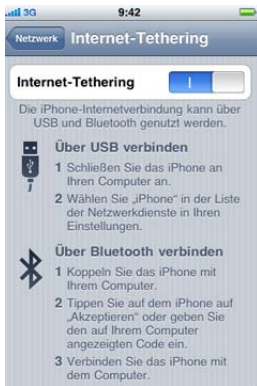 3G 9:42
Netzwerk Internet-Tethering
Internet-Tethering
Die iPhone-Internetverbindung kann über
USB und Bluetooth genutzt werden.
Über USB verbinden
1 Schließen Sie das iPhone an
Ihren Computer an.
2 Wählen Sie „iPhone" in der Liste
der Netzwerkdienste in Ihren
Einstellungen.
Über Bluetooth verbinden
1 Koppeln Sie das iPhone mit
Ihrem Computer.
2 Tippen Sie auf dem iPhone auf
„Akzeptieren" oder geben Sie
den auf Ihrem Computer
angezeigten Code ein.
3 Verbinden Sie das iPhone mit
dem Computer.